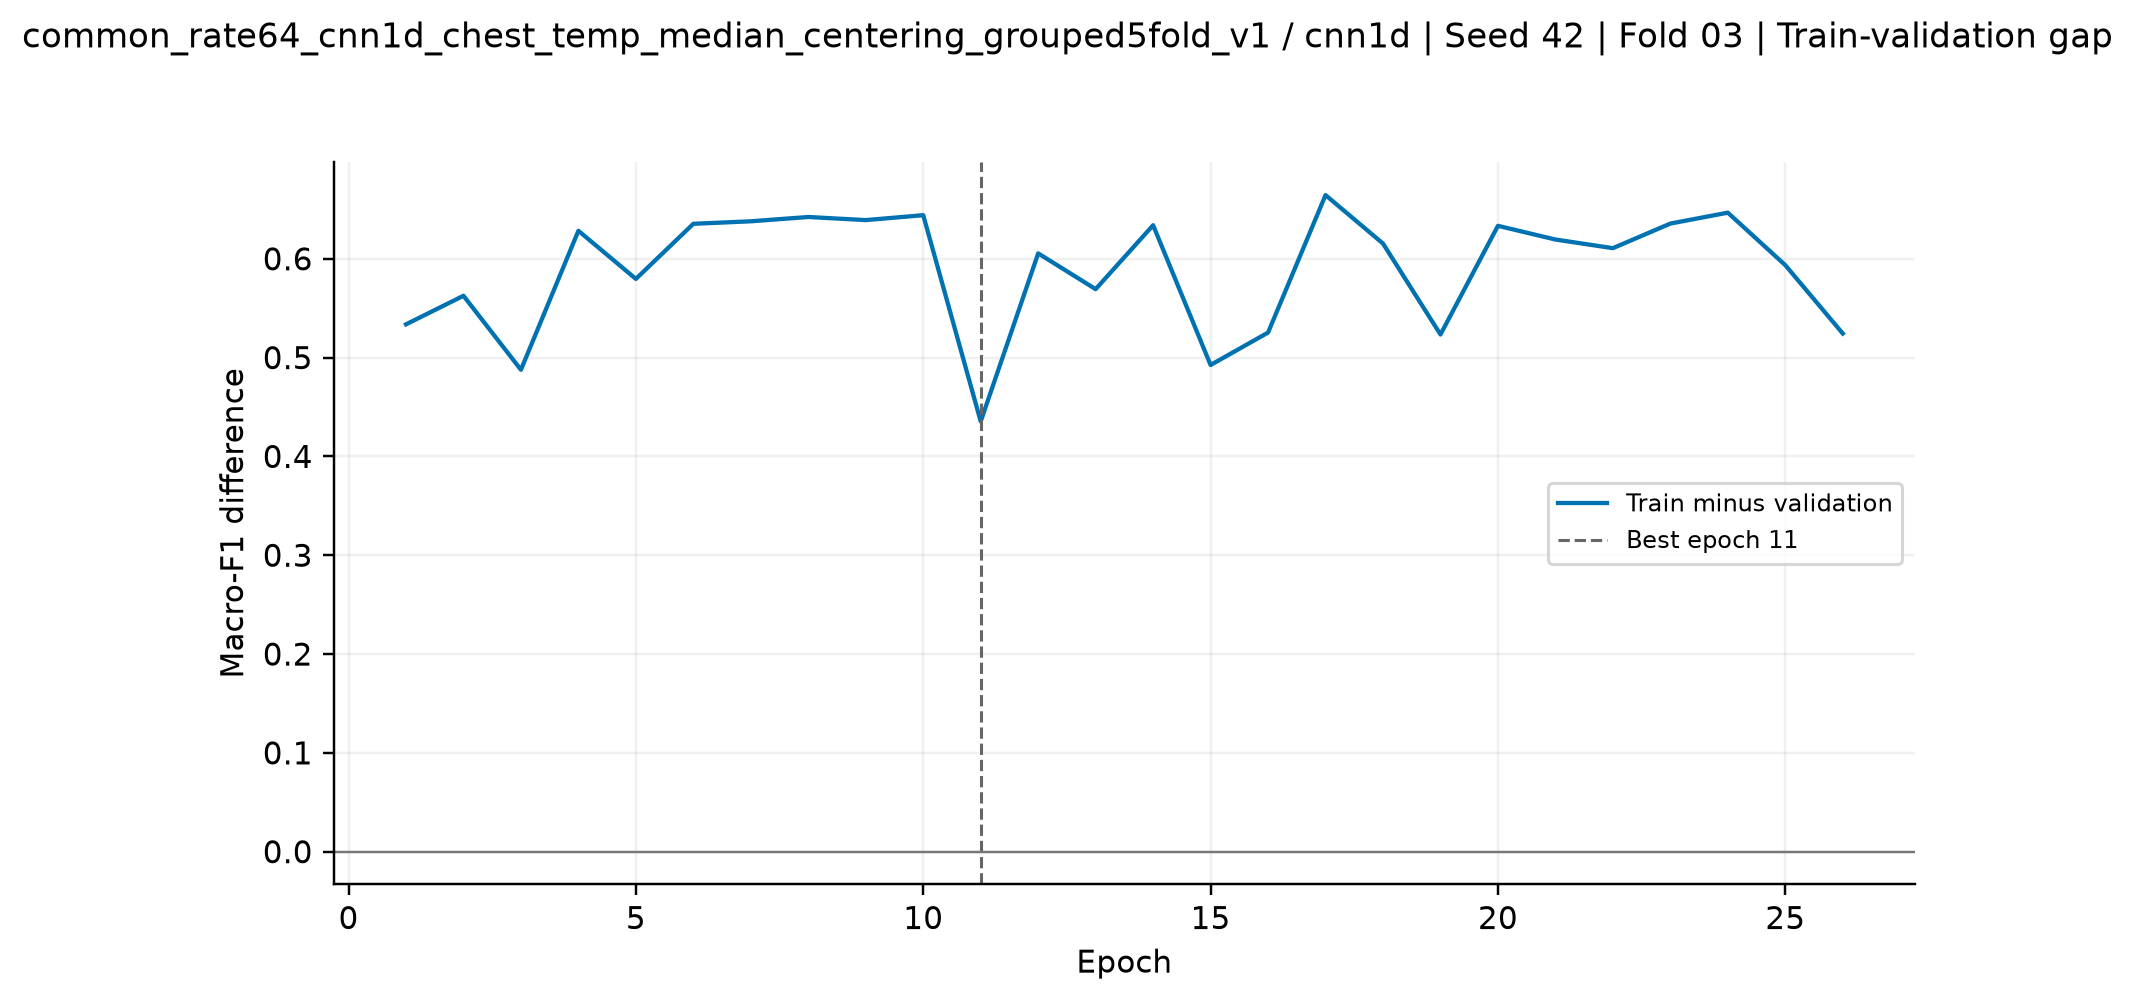 common_rate64_cnn1d_chest_temp_median_centering_grouped5fold_v1 / cnn1d | Seed 42 | Fold 03 | Train-validation gap
Macro-F1 difference
0.6
0.5
0.4
0.3
0.2
0.1
0.0
Train minus validation
Best epoch 11
0 5 10 15 20 25
Epoch